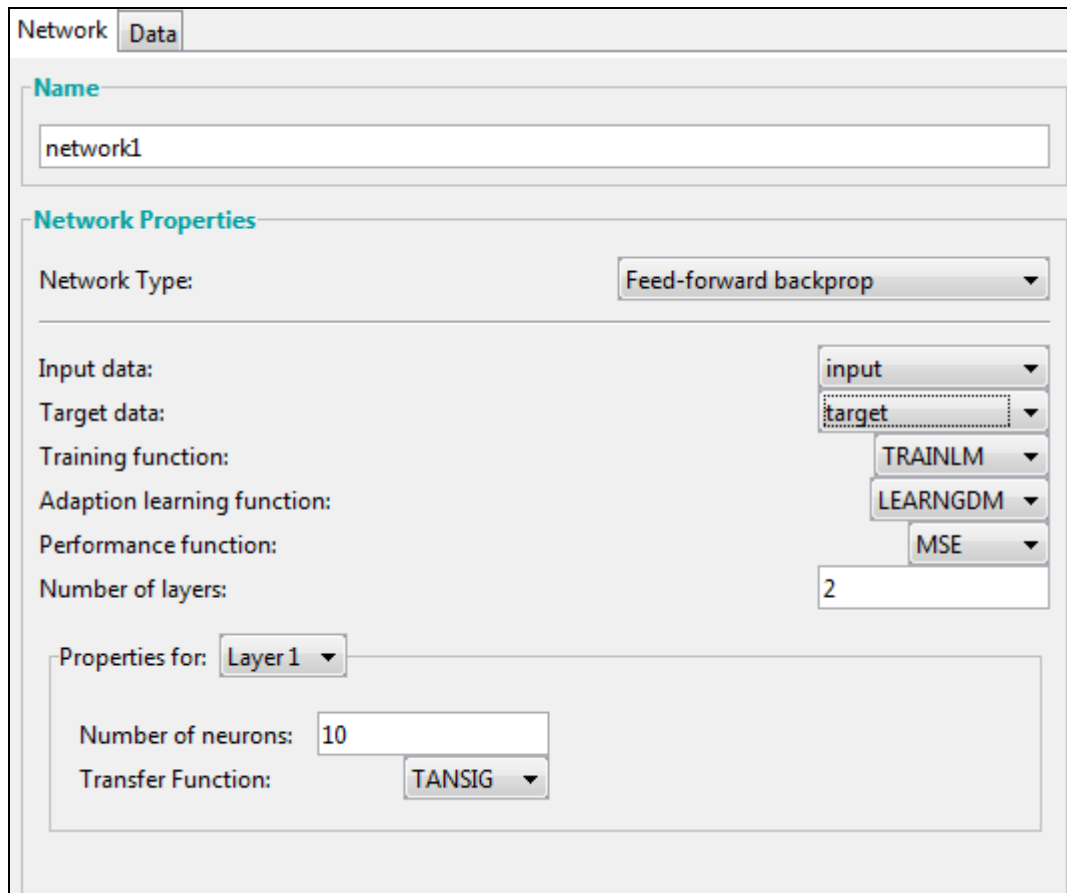 Network Data
Name
network1
Network Properties
Network Type: Feed-forward backprop
Input data: input
Target data: target
Training function: TRAINLM
Adaption learning function: LEARNGDM
Performance function: MSE
Number of layers: 2
Properties for: Layer 1
Number of neurons: 10
Transfer Function: TANSIG